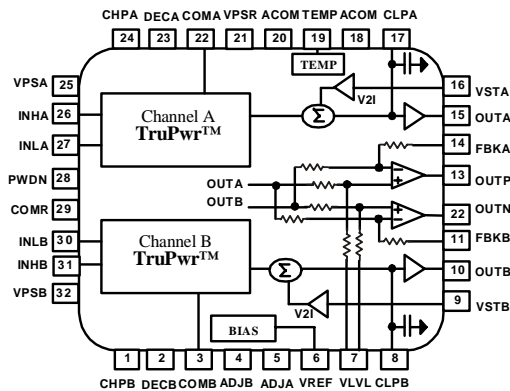 CHPA DECA COMA VPSR ACOM TEMP ACOM CLPA
24 23 22 21 20 19 18 17
TEMP
VPSA 25
INHA 26
INLA 27
PWDN 28
COMR 29
INLB 30
INHB 31
VPSB 32
Channel A
TruPwr™
Channel B
TruPwr™
Σ
V2I
OUTA
OUTB
−
+
+
−
Σ
V2I
BIAS
16 VSTA
15 OUTA
14 FBKA
13 OUTP
22 OUTN
11 FBKB
10 OUTB
9 VSTB
1 2 3 4 5 6 7 8
CHPB DECB COMB ADJB ADJA VREF VLVL CLPB